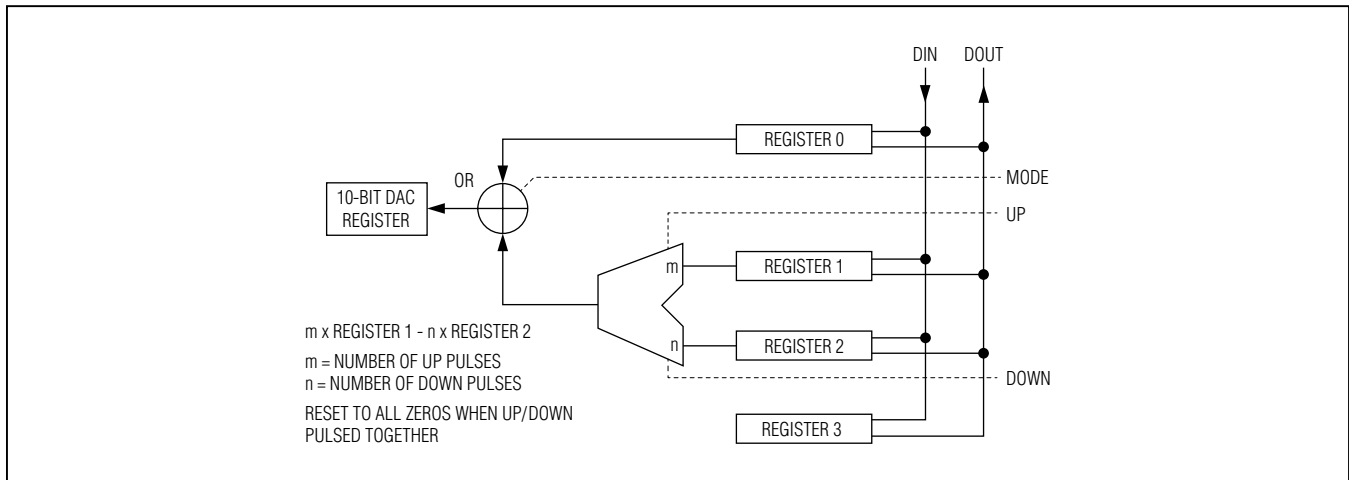 DIN DOUT
REGISTER 0
MODE
OR
10-BIT DAC
REGISTER
UP
m
REGISTER 1
m x REGISTER 1 - n x REGISTER 2
n
REGISTER 2
m = NUMBER OF UP PULSES
n = NUMBER OF DOWN PULSES
DOWN
RESET TO ALL ZEROS WHEN UP/DOWN
PULSED TOGETHER
REGISTER 3